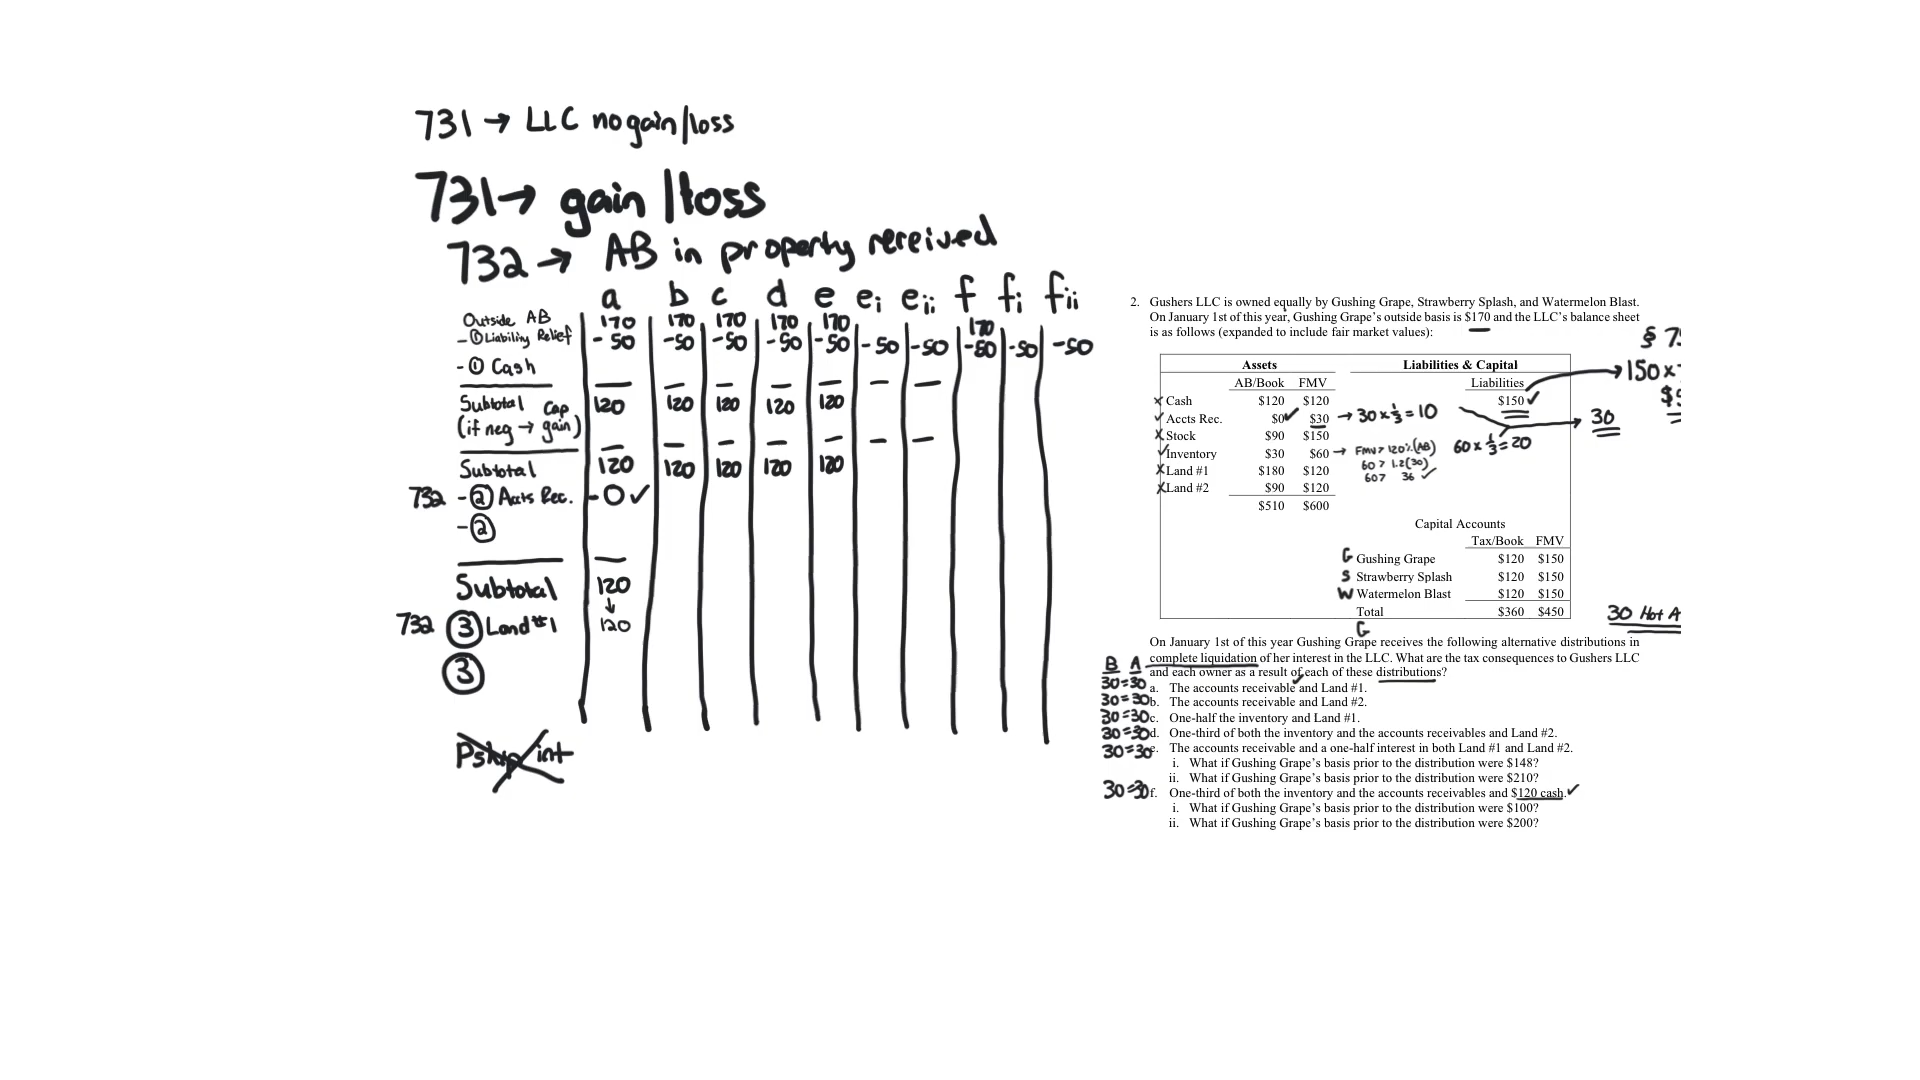 731 → LLC no gain/loss
731 → gain/loss
732 → AB in property received
a b c d e ei eii f fi fii
Outside AB 170 170 170 170 170 170
- ① Liability Relief - 50 -50 -50 -50 -50 -50 -50 -50 -50 -50
- ① Cash
Subtotal Cap 120 120 120 120 120
(if neg → gain)
Subtotal 120 120 120 120 120
732 - ② Accts Rec. - 0 ✓
- ②
Subtotal 120
↓
732 ③ Land #1 120
③
Pship int
2. Gushers LLC is owned equally by Gushing Grape, Strawberry Splash, and Watermelon Blast.
On January 1st of this year, Gushing Grape's outside basis is $170 and the LLC's balance sheet
is as follows (expanded to include fair market values):
§ 7
Assets Liabilities & Capital
→ 150 x
AB/Book FMV Liabilities
x Cash $120 $120 $150 ✓
✓ Accts Rec. $0 ✓ $30 → 30 x 1/3 = 10 → 30
X Stock $90 $150
✓ Inventory $30 $60 → FMV > 120% (AB) 60 x 1/3 = 20
60 > 1.2(30)
X Land #1 $180 $120
607 36 ✓
X Land #2 $90 $120
$510 $600
Capital Accounts
Tax/Book FMV
G Gushing Grape $120 $150
S Strawberry Splash $120 $150
W Watermelon Blast $120 $150
Total $360 $450
30 Hot A
G
On January 1st of this year Gushing Grape receives the following alternative distributions in
B A complete liquidation of her interest in the LLC. What are the tax consequences to Gushers LLC
and each owner as a result of each of these distributions?
30=30 a. The accounts receivable and Land #1.
30=30 b. The accounts receivable and Land #2.
30=30 c. One-half the inventory and Land #1.
30=30 d. One-third of both the inventory and the accounts receivables and Land #2.
30=30 e. The accounts receivable and a one-half interest in both Land #1 and Land #2.
i. What if Gushing Grape's basis prior to the distribution were $148?
ii. What if Gushing Grape's basis prior to the distribution were $210?
30=30 f. One-third of both the inventory and the accounts receivables and $120 cash. ✓
i. What if Gushing Grape's basis prior to the distribution were $100?
ii. What if Gushing Grape's basis prior to the distribution were $200?